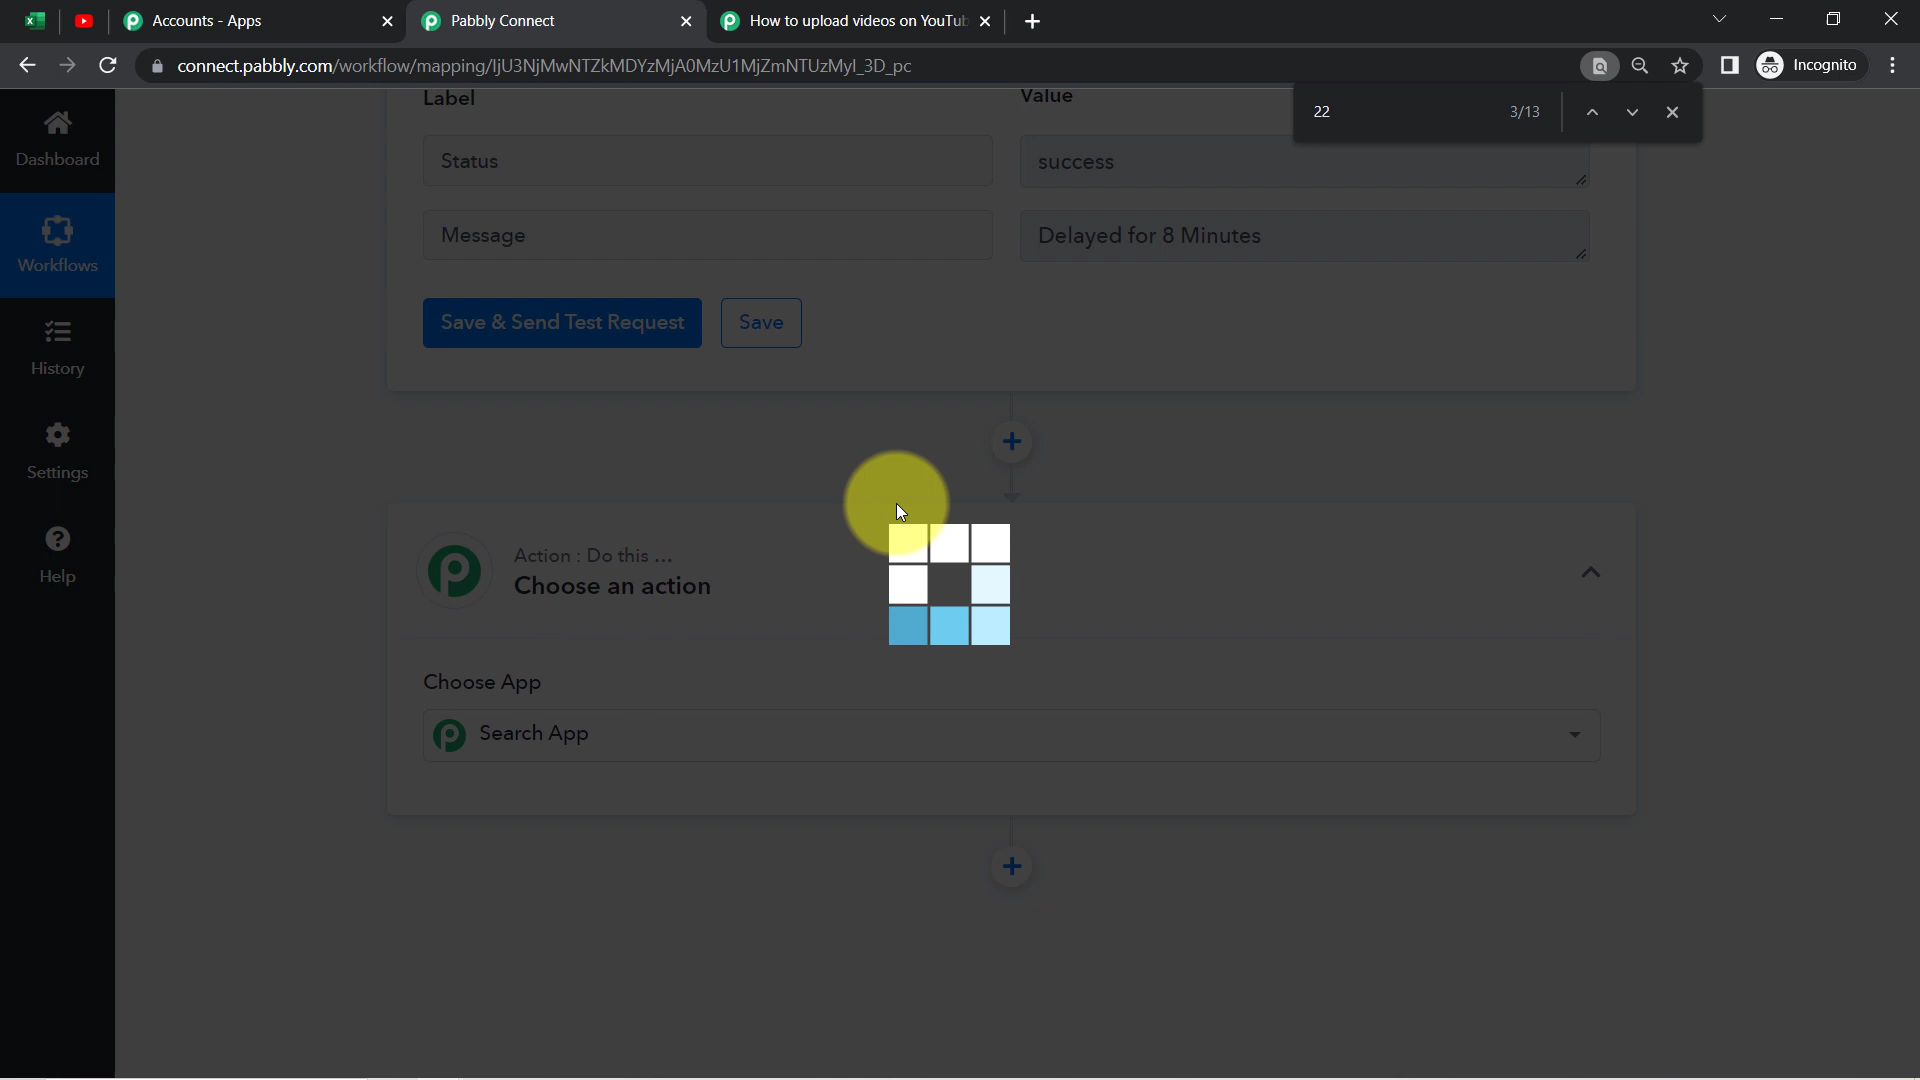 Accounts - Apps
Pabbly Connect
How to upload videos on YouTub
connect.pabbly.com/workflow/mapping/IjU3NjMwNTZkMDYzMjA0MzU1MjZmNTUzMyI_3D_pc
Incognito
22
3/13
Dashboard
Workflows
History
Settings
Help
Label
Value
Status
success
Message
Delayed for 8 Minutes
Save & Send Test Request
Save
Action : Do this ...
Choose an action
Choose App
Search App